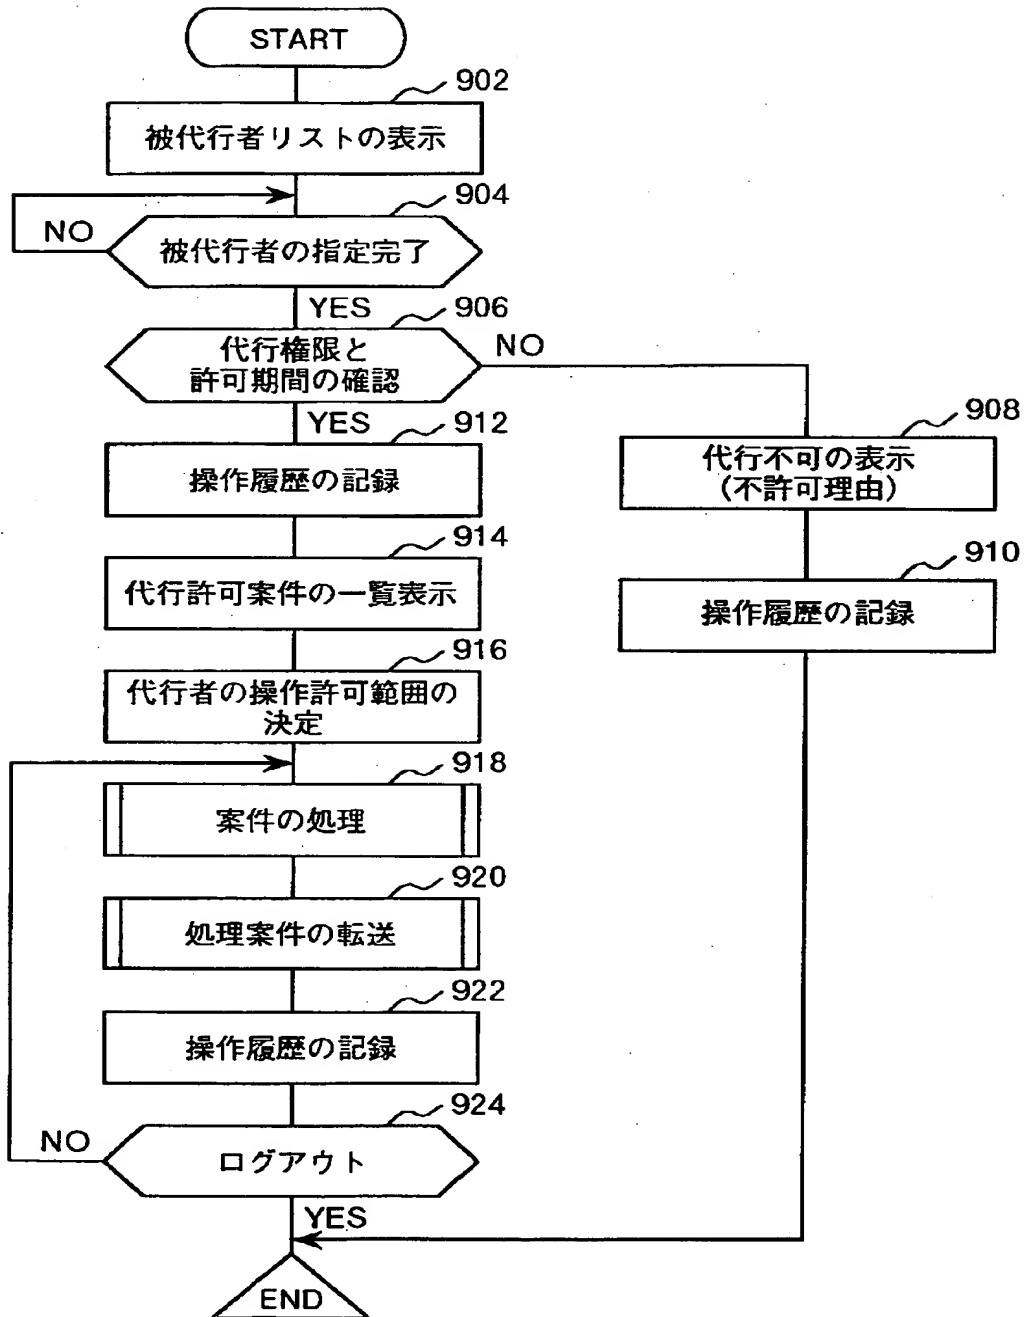 START
902
被代行者リストの表示
904
NO
被代行者の指定完了
YES
906
代行権限と
許可期間の確認
NO
YES
912
操作履歴の記録
908
代行不可の表示
(不許可理由)
914
代行許可案件の一覧表示
910
操作履歴の記録
916
代行者の操作許可範囲の
決定
918
案件の処理
920
処理案件の転送
922
操作履歴の記録
924
NO
ログアウト
YES
END